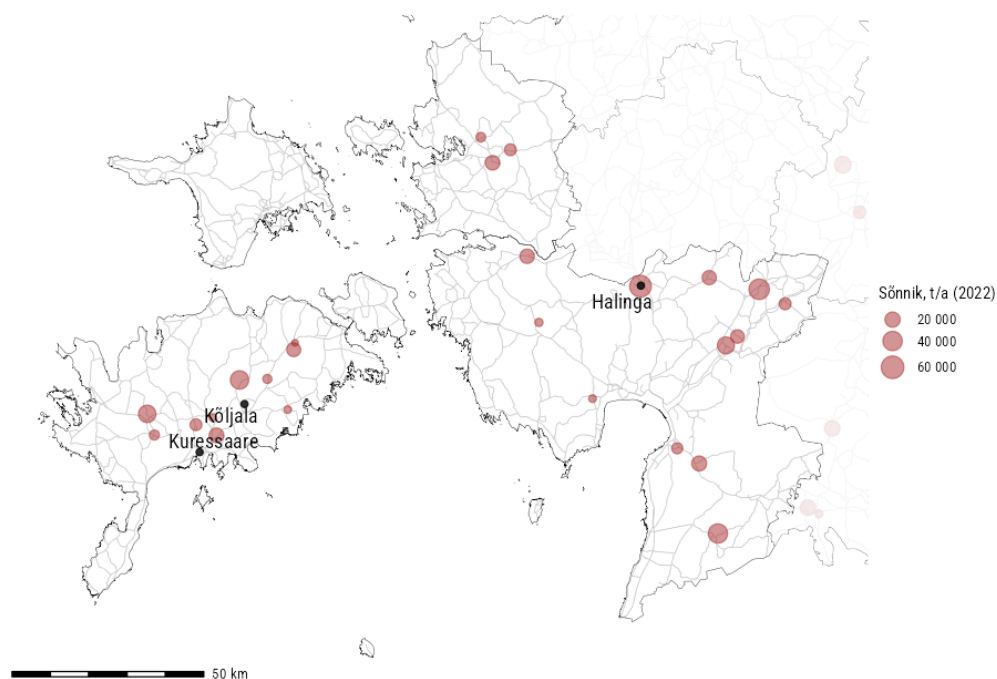 Halinga
Sõnnik, t/a (2022)
20 000
40 000
60 000
Kõljala
Kuressaare
50 km